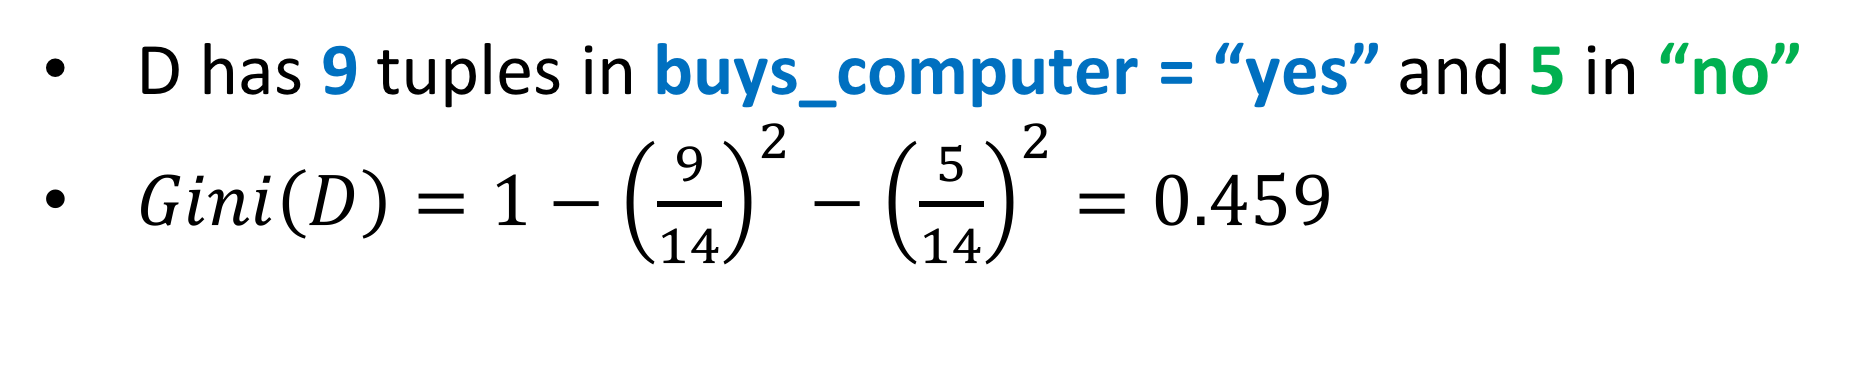 • D has 9 tuples in buys_computer = “yes” and 5 in “no”
• Gini(D) = 1 − (9/14)² − (5/14)² = 0.459